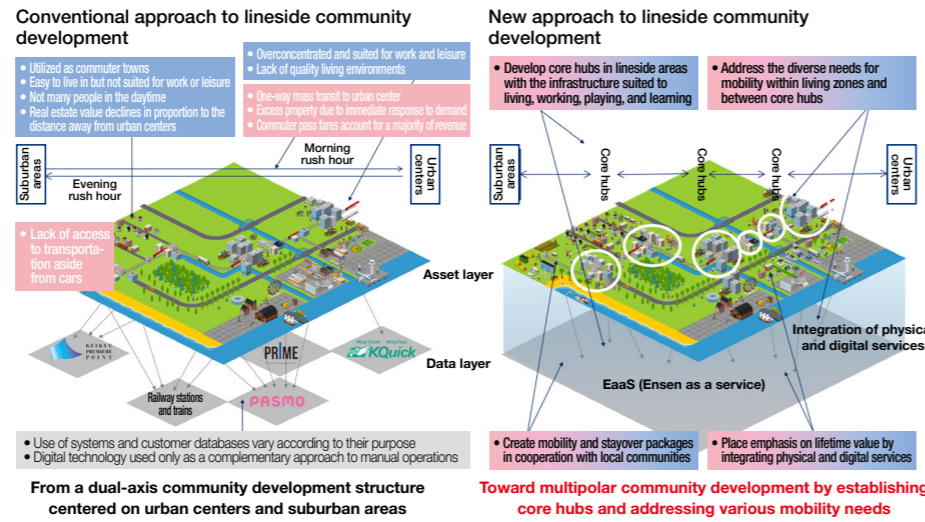 Conventional approach to lineside community
development
• Utilized as commuter towns
• Easy to live in but not suited for work or leisure
• Not many people in the daytime
• Real estate value declines in proportion to the
distance away from urban centers
• Overconcentrated and suited for work and leisure
• Lack of quality living environments
• One-way mass transit to urban center
• Excess property due to immediate response to demand
• Commuter pass fares account for a majority of revenue
Suburban
areas
Morning
rush hour
Evening
rush hour
Urban
centers
• Lack of access
to transporta-
tion aside
from cars
Asset layer
KEIKYU
PREMIERE
POINT
PRIME
KQuick
Data layer
Railway stations
and trains
PASMO
• Use of systems and customer databases vary according to their purpose
• Digital technology used only as a complementary approach to manual operations
From a dual-axis community development structure
centered on urban centers and suburban areas
New approach to lineside community
development
• Develop core hubs in lineside areas
with the infrastructure suited to
living, working, playing, and learning
• Address the diverse needs for
mobility within living zones and
between core hubs
Suburban
areas
Core hubs
Core hubs
Core hubs
Urban
centers
Integration of physical
and digital services
EaaS (Ensen as a service)
• Create mobility and stayover packages
in cooperation with local communities
• Place emphasis on lifetime value by
integrating physical and digital services
Toward multipolar community development by establishing
core hubs and addressing various mobility needs